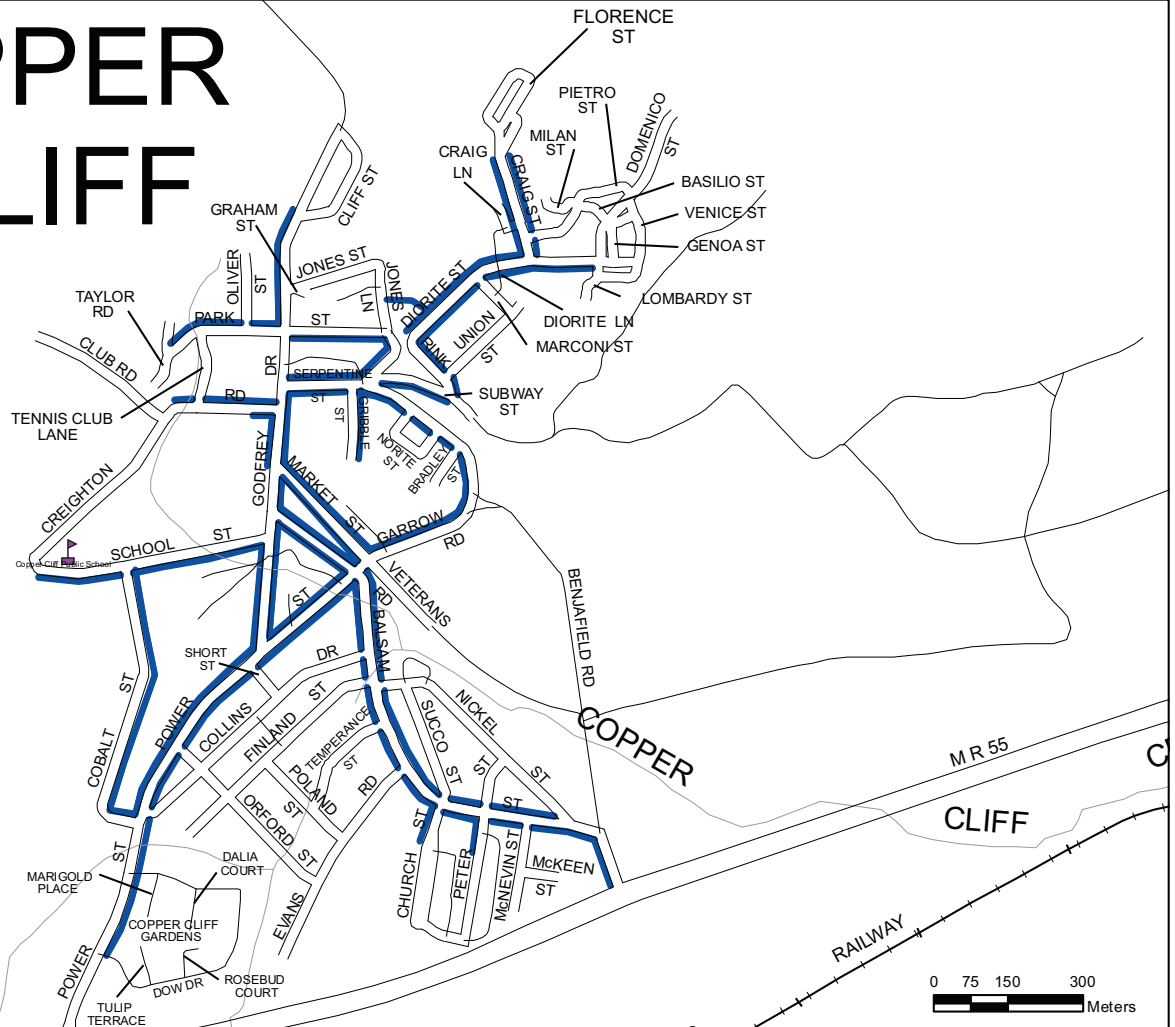 PPER
LIFF
FLORENCE
ST
PIETRO
ST
MILAN
ST
DOMENICO
ST
CRAIG
LN
CRAIG ST
BASILIO ST
VENICE ST
GENOA ST
LOMBARDY ST
CLIFF ST
GRAHAM
ST
OLIVER
ST
JONES ST
JONES
LN
DIORITE ST
DIORITE LN
MARCONI ST
UNION
ST
RINK
TAYLOR
RD
PARK
ST
CLUB RD
DR
SERPENTINE
ST
RD
SUBWAY
ST
TENNIS CLUB
LANE
ST
GRIBBLE
NORITE
ST
BRADLEY
ST
GODFREY
MARKET
ST
GARROW
RD
CREIGHTON
SCHOOL
ST
Copper Cliff Public School
VETERANS
RD
BALSAM
ST
BENJAFIELD RD
SHORT
ST
DR
ST
ST
POWER
COLLINS
FINLAND
TEMPERANCE
ST
SUCCO
ST
NICKEL
ST
COBALT
POLAND
ST
RD
ST
ST
ORFORD ST
COPPER
M R 55
C
CLIFF
ST
ST
CHURCH
PETER
McNEVIN ST
McKEEN
ST
EVANS
DALIA
COURT
MARIGOLD
PLACE
COPPER CLIFF
GARDENS
POWER
DOW DR
ROSEBUD
COURT
TULIP
TERRACE
RAILWAY
0 75 150 300
Meters